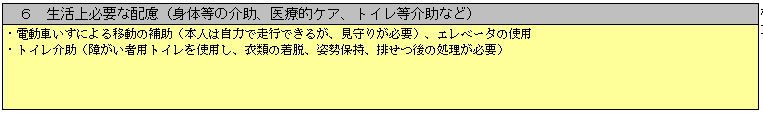 6　生活上必要な配慮（身体等の介助、医療的ケア、トイレ等介助など）
・電動車いすによる移動の補助（本人は自力で走行できるが、見守りが必要）、エレベータの使用
・トイレ介助（障がい者用トイレを使用し、衣類の着脱、姿勢保持、排せつ後の処理が必要）